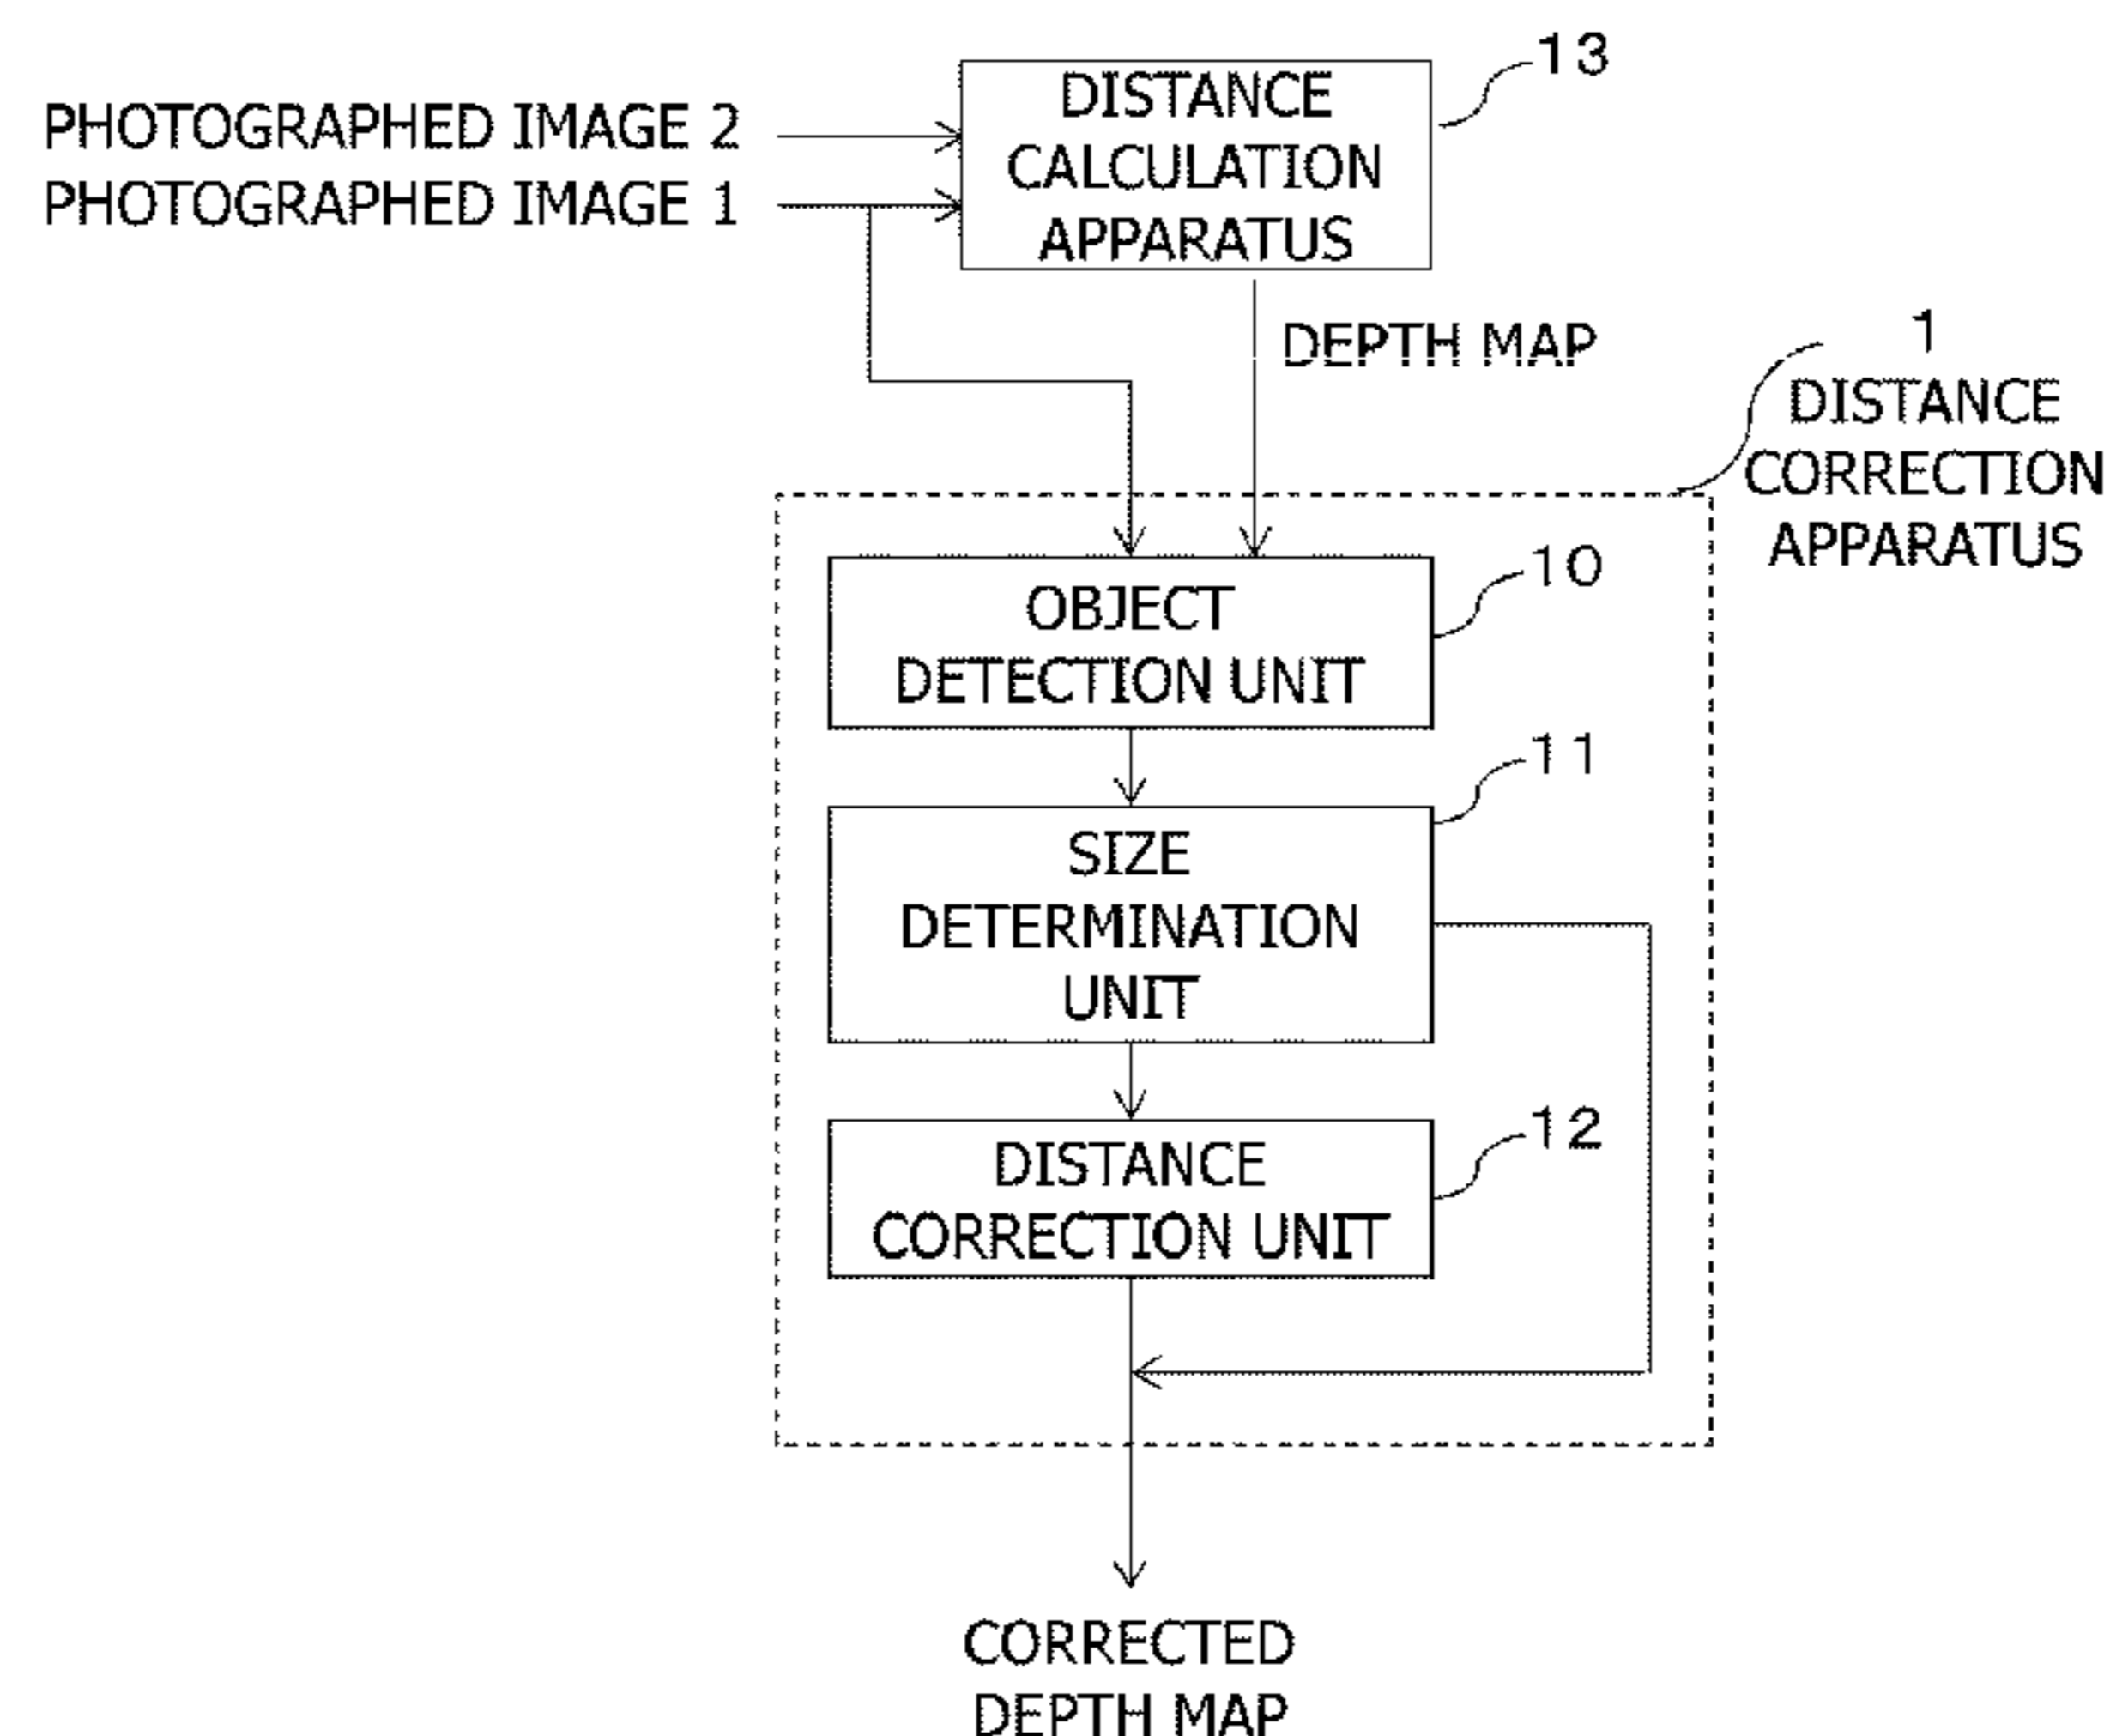 13
DISTANCE
CALCULATION
APPARATUS
PHOTOGRAPHED IMAGE 2
PHOTOGRAPHED IMAGE 1
DEPTH MAP
1
DISTANCE
CORRECTION
APPARATUS
OBJECT
DETECTION UNIT
10
SIZE
DETERMINATION
UNIT
11
DISTANCE
CORRECTION UNIT
12
CORRECTED
DEPTH MAP